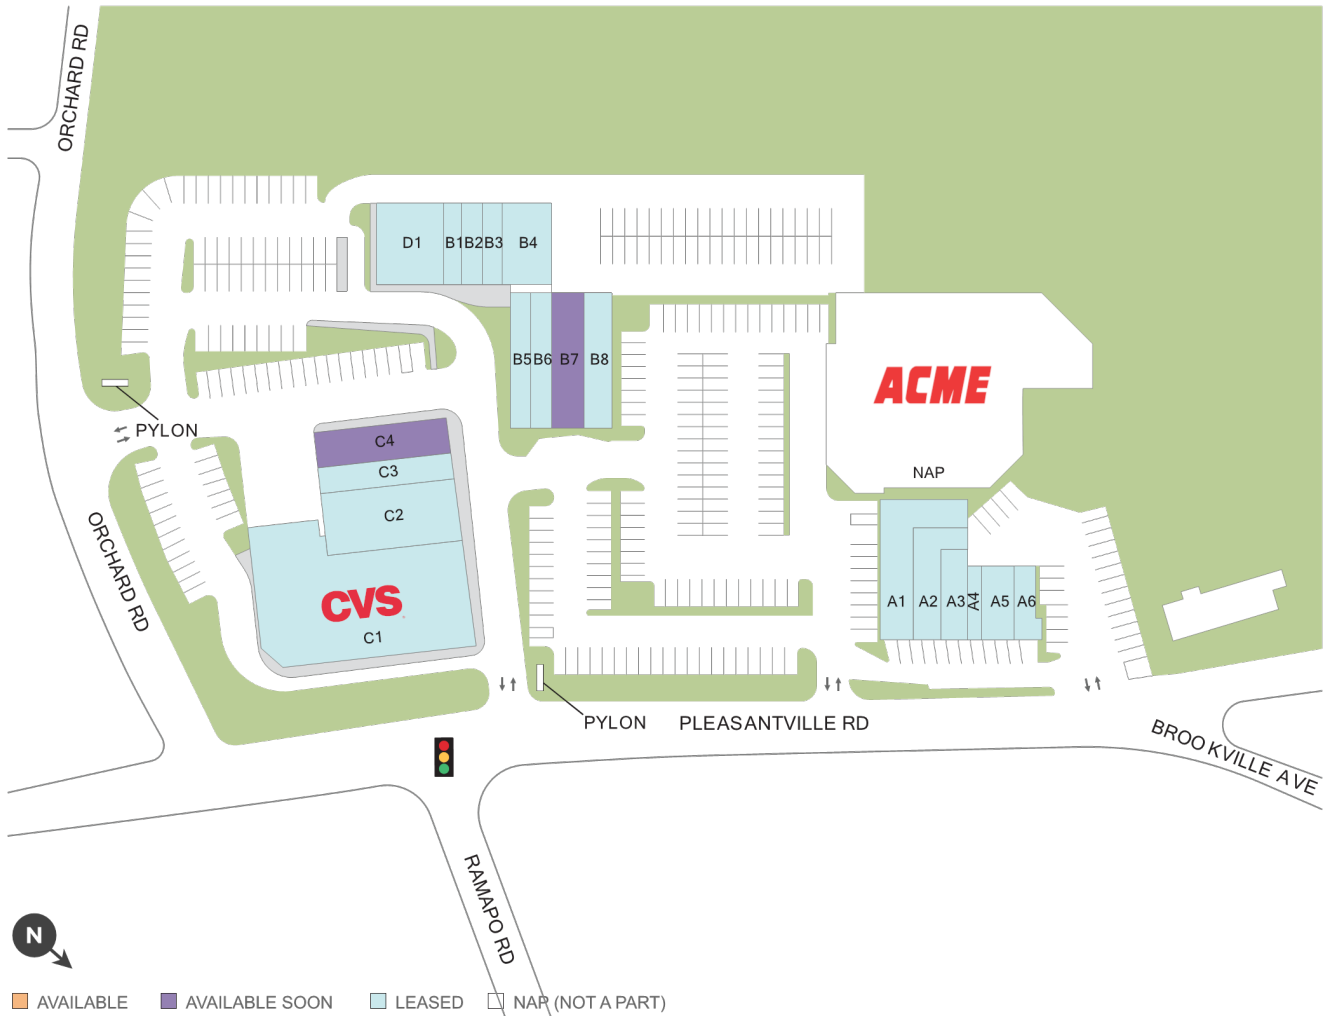 ORCHARD RD
D1
B1
B2
B3
B4
B5
B6
B7
B8
ACME
NAP
PYLON
C4
C3
C2
CVS
C1
ORCHARD RD
A1
A2
A3
A4
A5
A6
PYLON
PLEASANTVILLE RD
BROOKVILLE AVE
RAMAPO RD
N
AVAILABLE
AVAILABLE SOON
LEASED
NAP (NOT A PART)